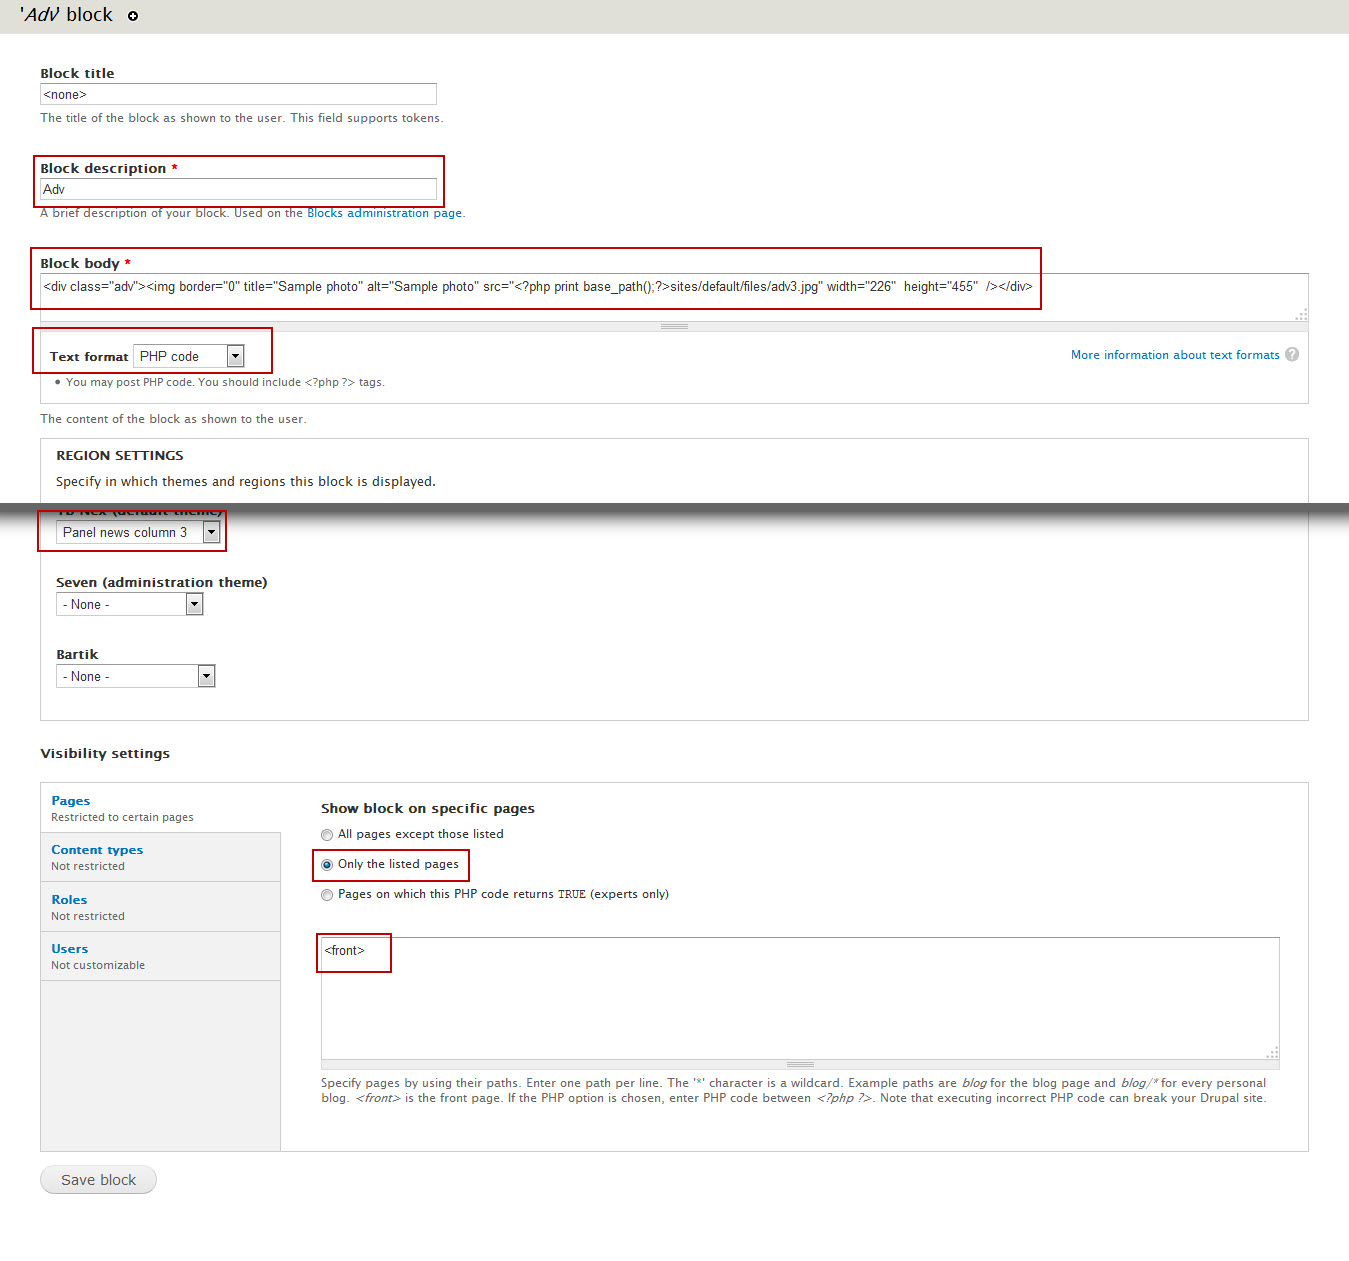 'Adv' block
Block title
<none>
The title of the block as shown to the user. This field supports tokens.
Block description *
Adv
A brief description of your block. Used on the Blocks administration page.
Block body *
<div class="adv"><img border="0" title="Sample photo" alt="Sample photo" src="<?php print base_path();?>sites/default/files/adv3.jpg" width="226"  height="455"  /></div>
Text format PHP code
More information about text formats ?
• You may post PHP code. You should include <?php ?> tags.
The content of the block as shown to the user.
REGION SETTINGS
Specify in which themes and regions this block is displayed.
TB Nex (default theme)
Panel news column 3
Seven (administration theme)
- None -
Bartik
- None -
Visibility settings
Pages
Restricted to certain pages
Content types
Not restricted
Roles
Not restricted
Users
Not customizable
Show block on specific pages
All pages except those listed
Only the listed pages
Pages on which this PHP code returns TRUE (experts only)
<front>
Specify pages by using their paths. Enter one path per line. The '*' character is a wildcard. Example paths are blog for the blog page and blog/* for every personal
blog. <front> is the front page. If the PHP option is chosen, enter PHP code between <?php ?>. Note that executing incorrect PHP code can break your Drupal site.
Save block